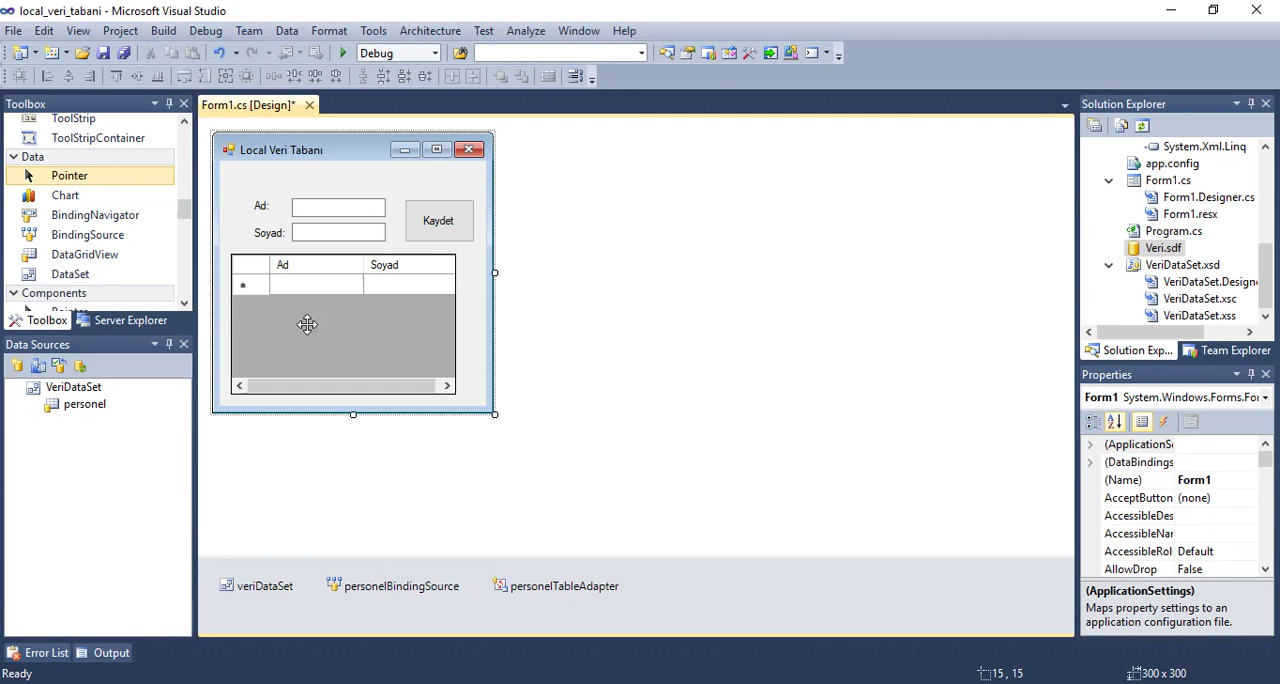 local_veri_tabani - Microsoft Visual Studio
File Edit View Project Build Debug Team Data Format Tools Architecture Test Analyze Window Help
Debug
Toolbox
ToolStrip
ToolStripContainer
Data
Pointer
Chart
BindingNavigator
BindingSource
DataGridView
DataSet
Components
Toolbox Server Explorer
Data Sources
VeriDataSet
personel
Form1.cs [Design]*
Local Veri Tabanı
Ad:
Soyad:
Kaydet
Ad Soyad
veriDataSet personelBindingSource personelTableAdapter
Solution Explorer
System.Xml.Linq
app.config
Form1.cs
Form1.Designer.cs
Form1.resx
Program.cs
Veri.sdf
VeriDataSet.xsd
VeriDataSet.Designe
VeriDataSet.xsc
VeriDataSet.xss
Solution Exp... Team Explorer
Properties
Form1 System.Windows.Forms.For
(ApplicationSe
(DataBindings
(Name) Form1
AcceptButton (none)
AccessibleDes
AccessibleNar
AccessibleRol Default
AllowDrop False
(ApplicationSettings)
Maps property settings to an
application configuration file.
Error List Output
Ready 15 , 15 300 x 300